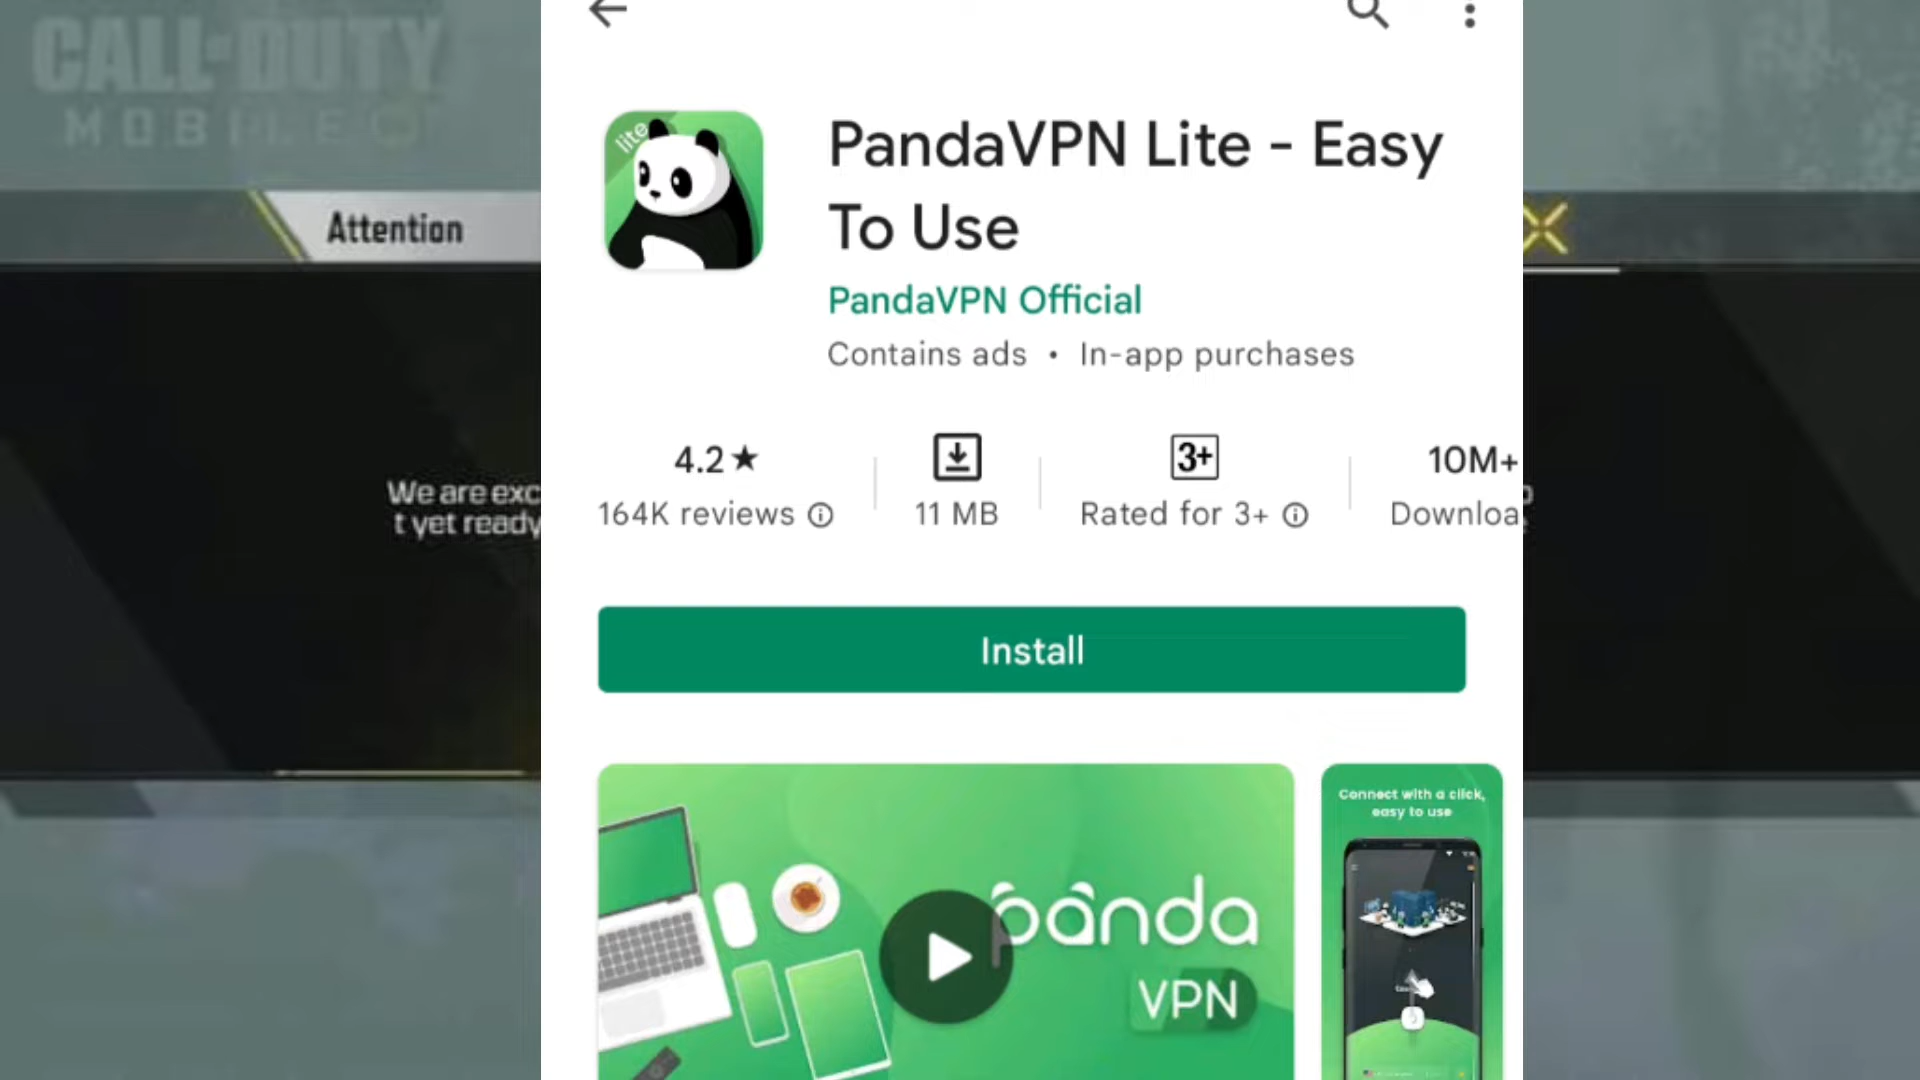 CALL OF DUTY
MOBILE
Attention
We are exc
t yet ready
lite
PandaVPN Lite - Easy
To Use
PandaVPN Official
Contains ads • In-app purchases
4.2★
164K reviews
11 MB
3+
Rated for 3+
10M+
Downloa
Install
panda
VPN
Connect with a click,
easy to use